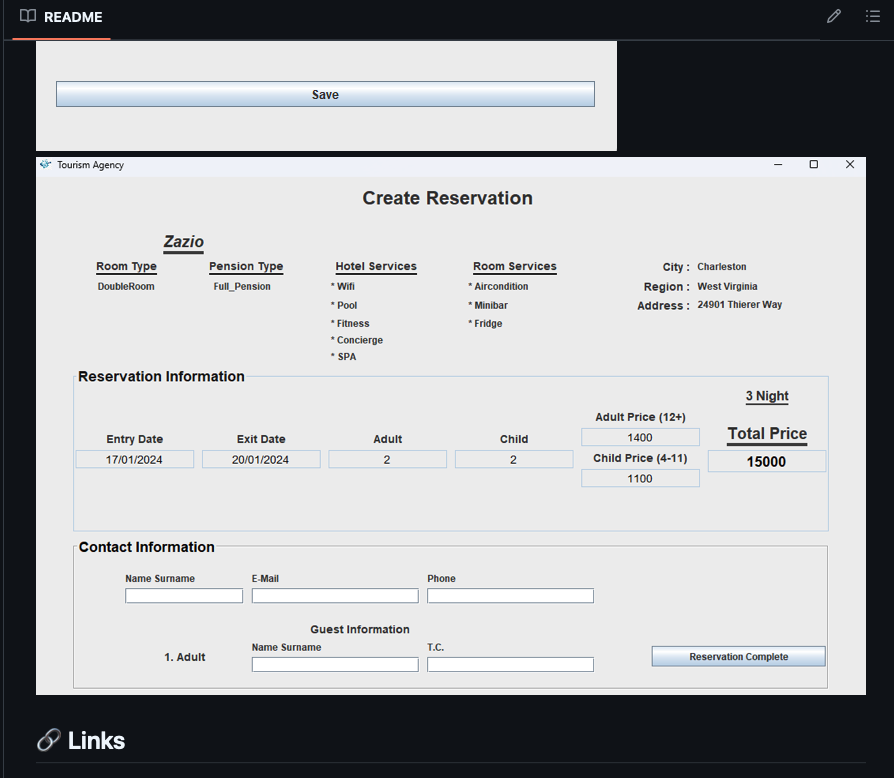 README
Save
Tourism Agency
Create Reservation
Zazio
Room Type Pension Type Hotel Services Room Services City : Charleston
DoubleRoom Full_Pension * Wifi * Aircondition Region : West Virginia
* Pool * Minibar Address : 24901 Thierer Way
* Fitness * Fridge
* Concierge
* SPA
Reservation Information
3 Night
Adult Price (12+)
Entry Date Exit Date Adult Child 1400 Total Price
17/01/2024 20/01/2024 2 2 Child Price (4-11) 15000
1100
Contact Information
Name Surname E-Mail Phone
Guest Information
1. Adult Name Surname T.C.
Reservation Complete
Links